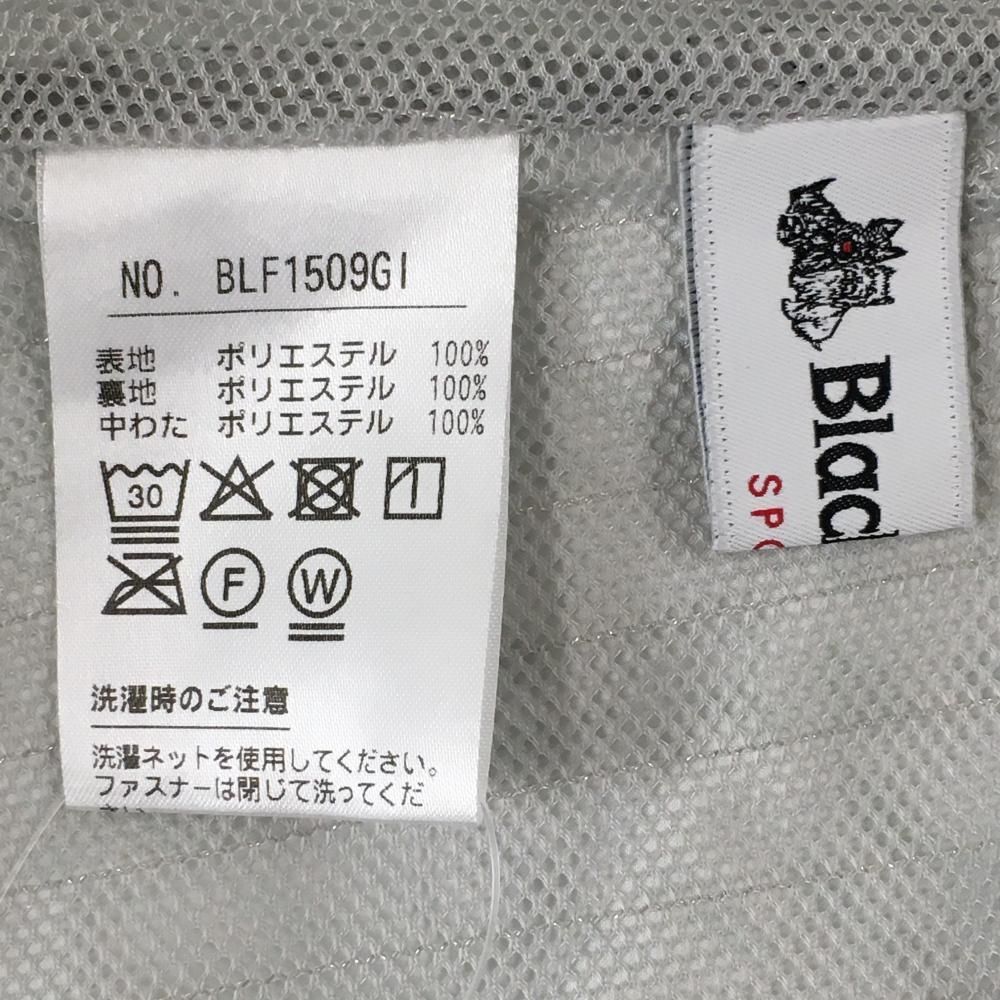 NO. BLF1509GI
表地 ポリエステル 100%
裏地 ポリエステル 100%
中わた ポリエステル 100%
30
F W
洗濯時のご注意
洗濯ネットを使用してください。
ファスナーは閉じて洗ってくだ
さい
Blac
SPO